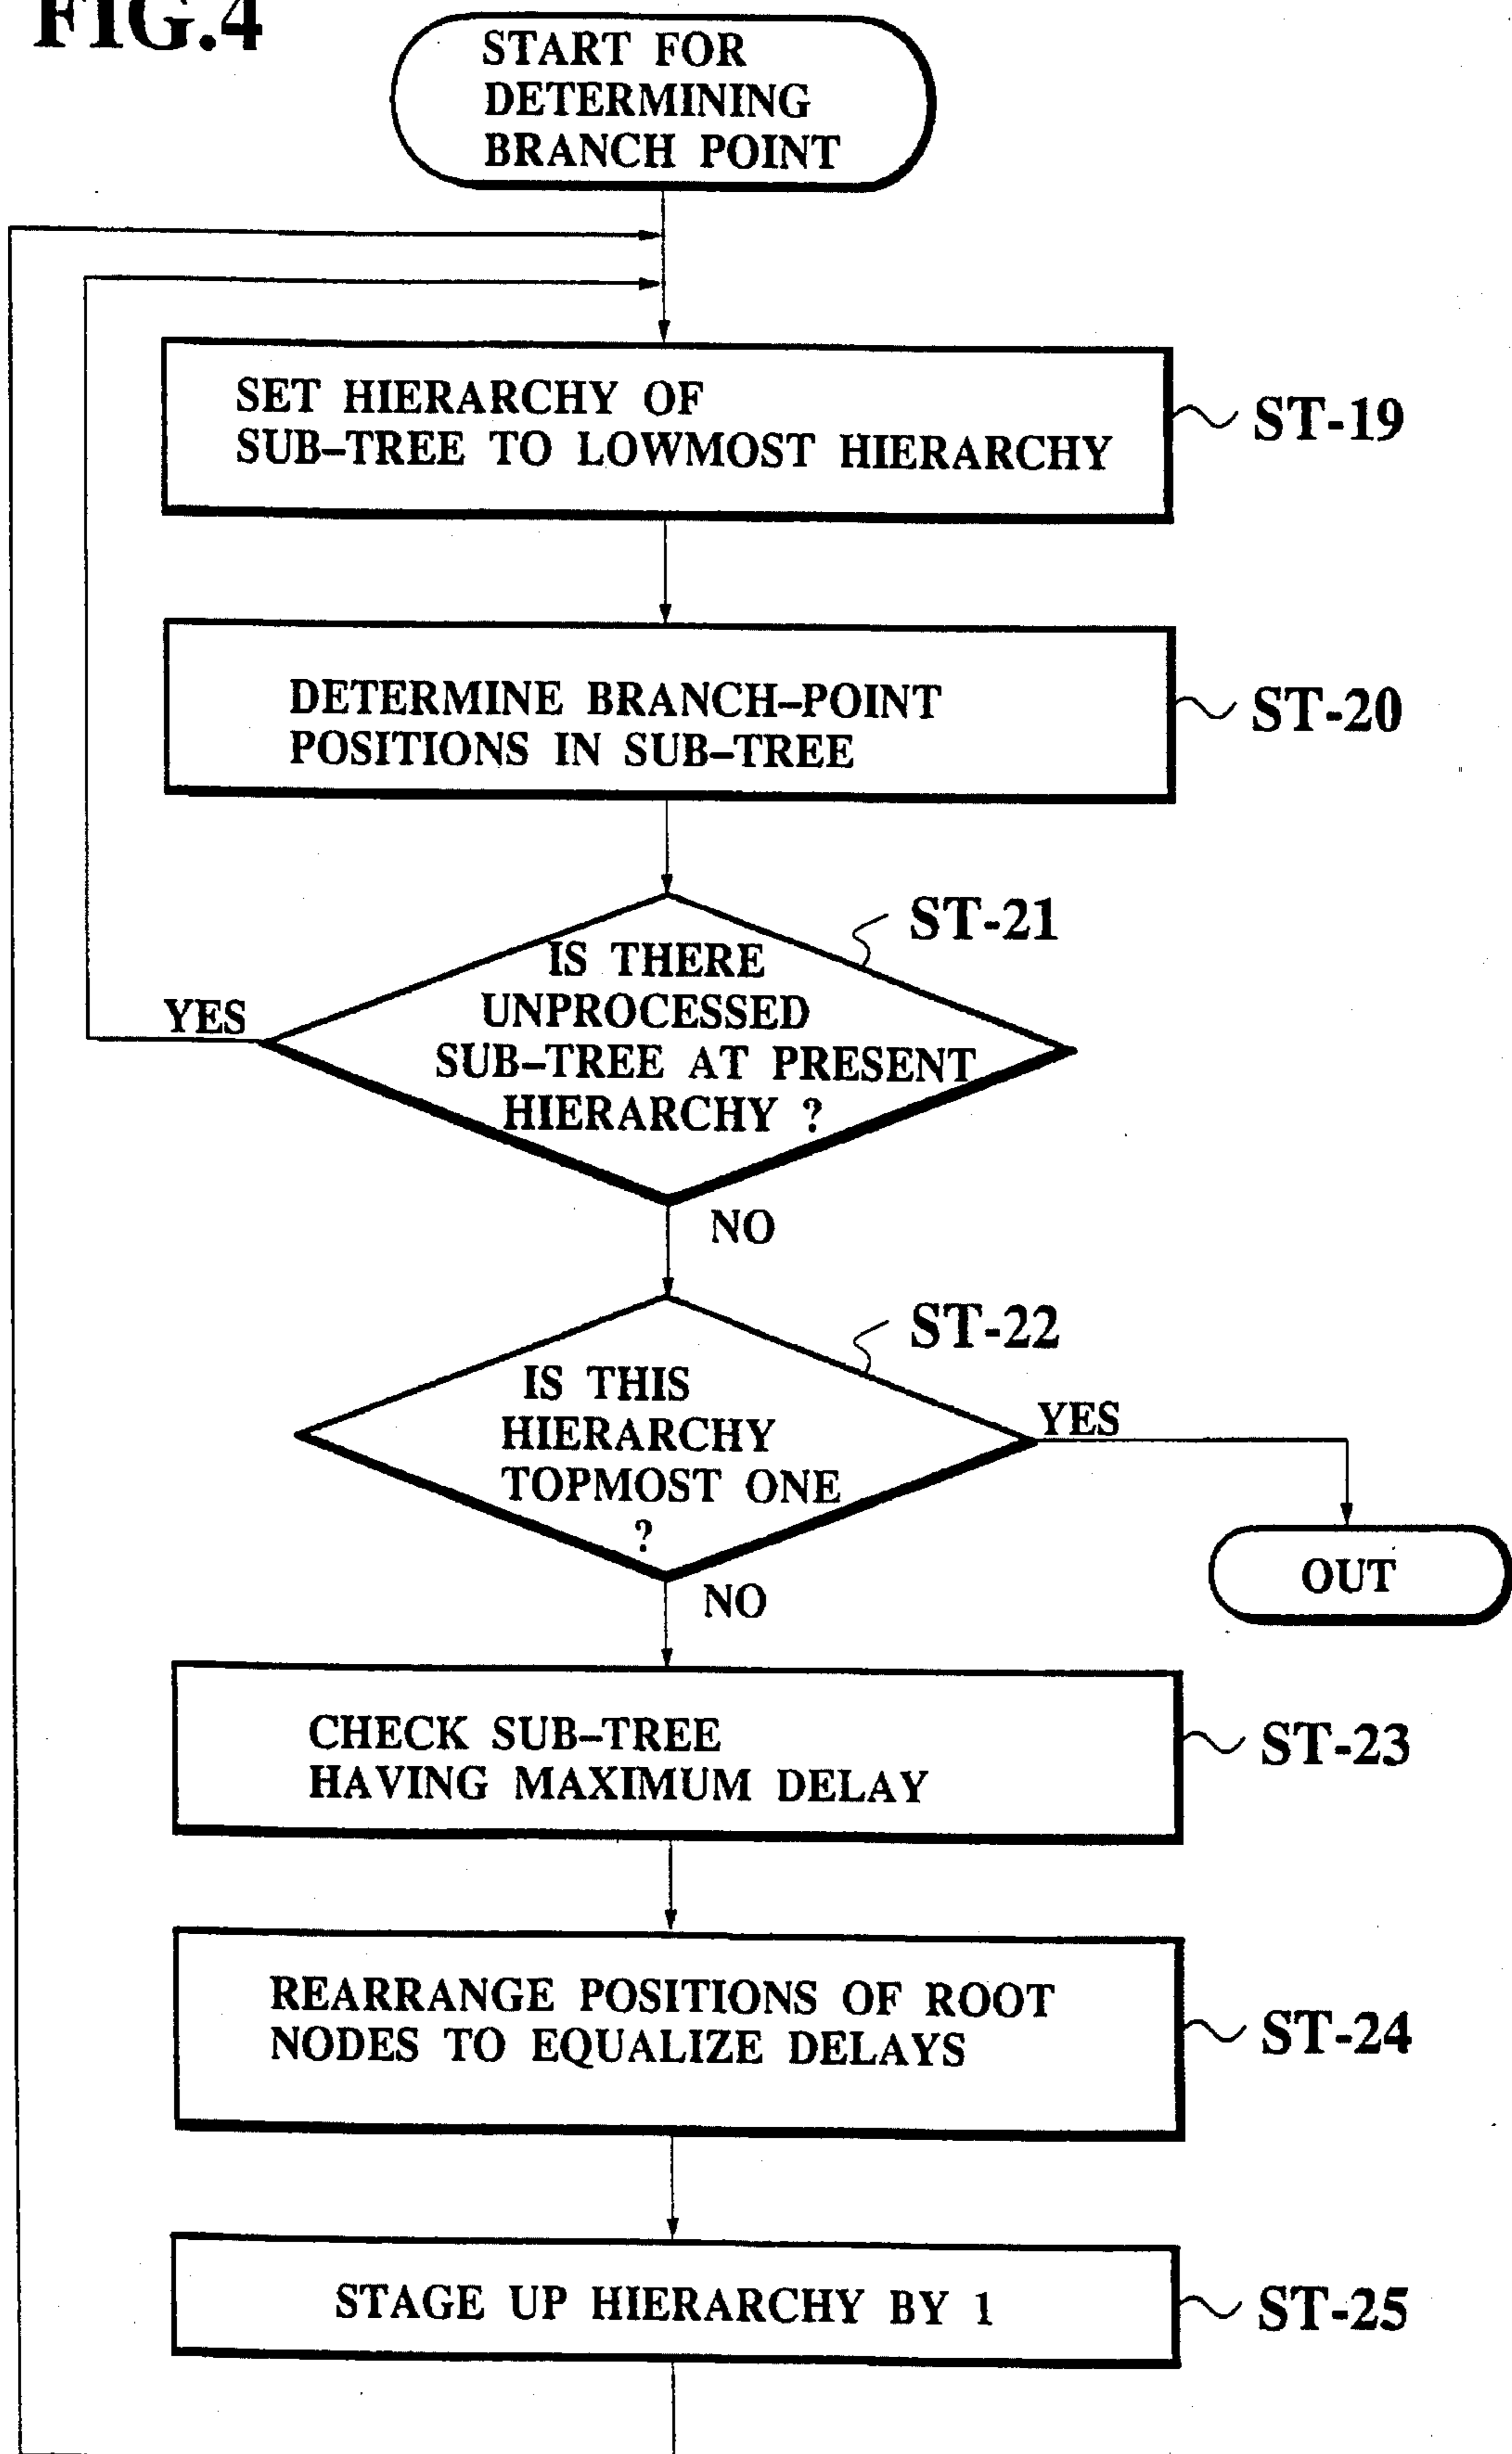 FIG.4
START FOR
DETERMINING
BRANCH POINT
SET HIERARCHY OF
SUB-TREE TO LOWMOST HIERARCHY
ST-19
DETERMINE BRANCH-POINT
POSITIONS IN SUB-TREE
ST-20
ST-21
IS THERE
UNPROCESSED
SUB-TREE AT PRESENT
HIERARCHY ?
YES
NO
ST-22
IS THIS
HIERARCHY
TOPMOST ONE
?
YES
OUT
NO
CHECK SUB-TREE
HAVING MAXIMUM DELAY
ST-23
REARRANGE POSITIONS OF ROOT
NODES TO EQUALIZE DELAYS
ST-24
STAGE UP HIERARCHY BY 1
ST-25